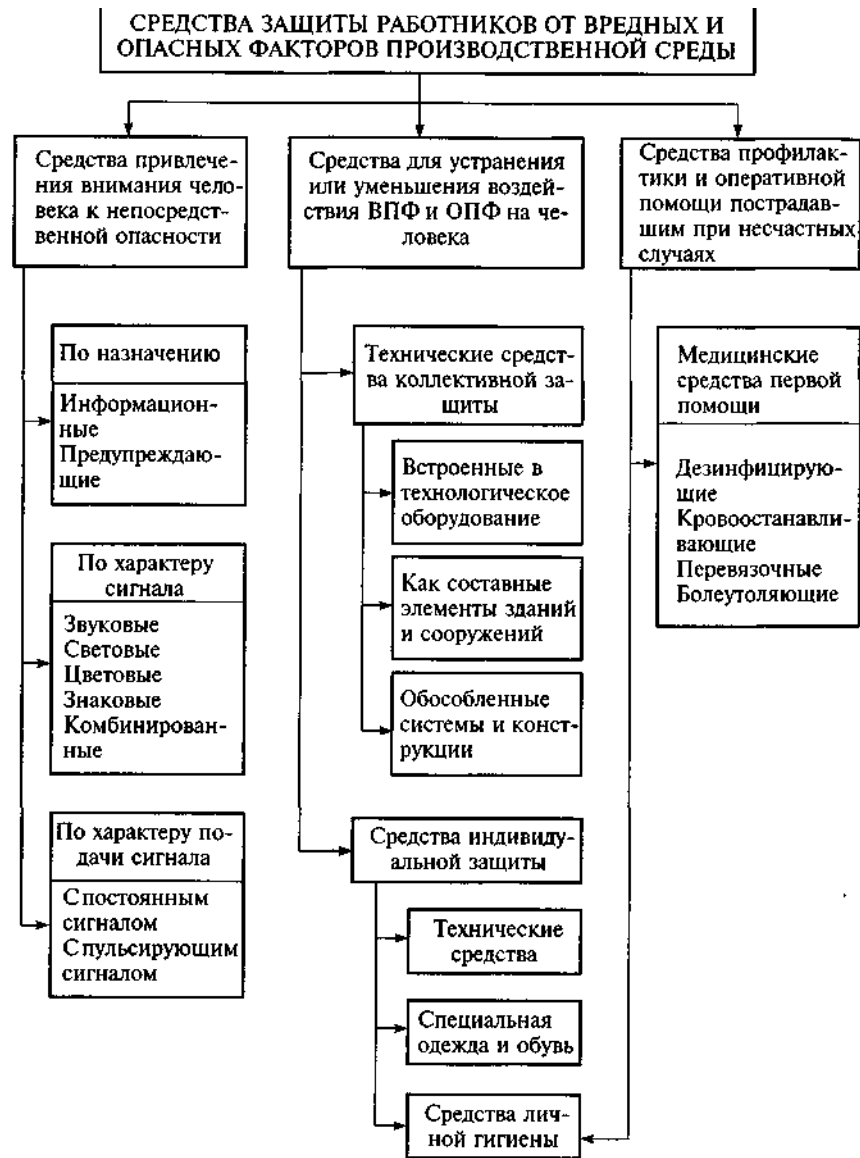 СРЕДСТВА ЗАЩИТЫ РАБОТНИКОВ ОТ ВРЕДНЫХ И
ОПАСНЫХ ФАКТОРОВ ПРОИЗВОДСТВЕННОЙ СРЕДЫ
Средства привлече-
ния внимания чело-
века к непосредст-
венной опасности
По назначению
Информацион-
ные
Предупреждаю-
щие
По характеру
сигнала
Звуковые
Световые
Цветовые
Знаковые
Комбинирован-
ные
По характеру по-
дачи сигнала
С постоянным
сигналом
С пульсирующим
сигналом
Средства для устранения
или уменьшения воздей-
ствия ВПФ и ОПФ на че-
ловека
Технические средст-
ва коллективной за-
щиты
Встроенные в
технологическое
оборудование
Как составные
элементы зданий
и сооружений
Обособленные
системы и конст-
рукции
Средства индивиду-
альной защиты
Технические
средства
Специальная
одежда и обувь
Средства лич-
ной гигиены
Средства профилак-
тики и оперативной
помощи пострадав-
шим при несчастных
случаях
Медицинские
средства первой
помощи
Дезинфицирую-
щие
Кровоостанавли-
вающие
Перевязочные
Болеутоляющие